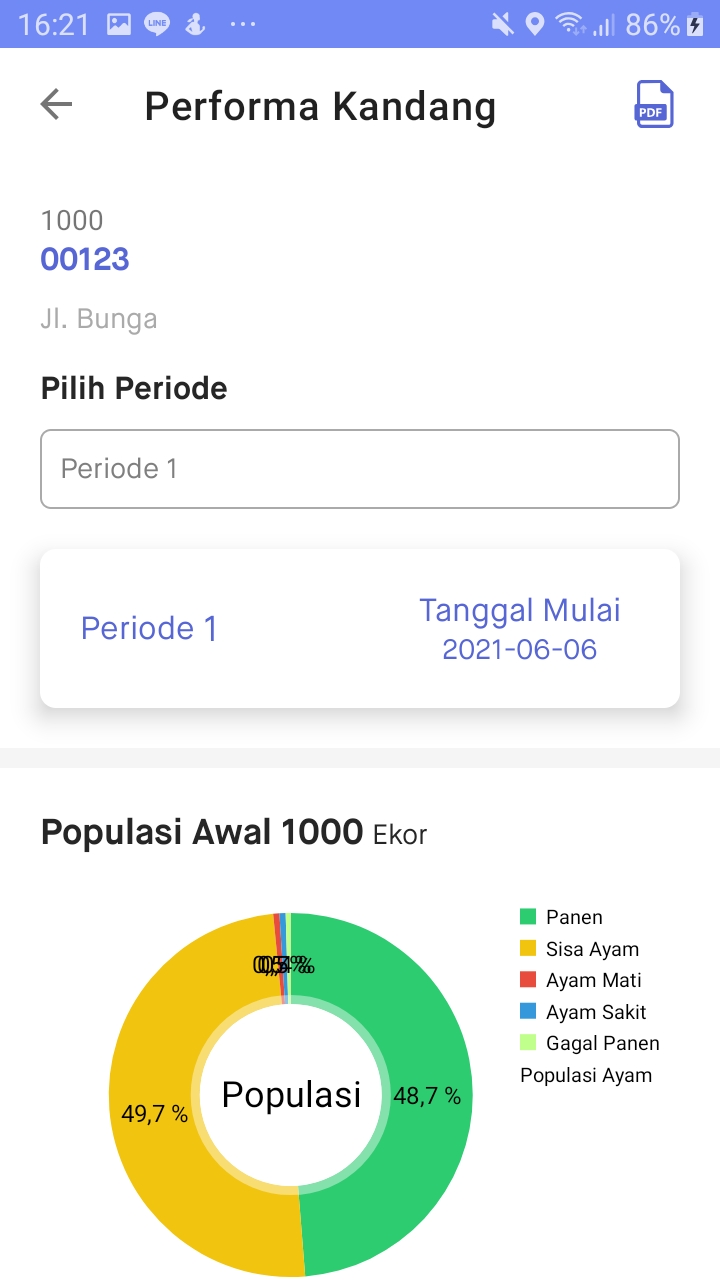 16:21 LINE ... 86%
Performa Kandang
PDF
1000
00123
Jl. Bunga
Pilih Periode
Periode 1
Periode 1
Tanggal Mulai
2021-06-06
Populasi Awal 1000 Ekor
Panen
Sisa Ayam
Ayam Mati
Ayam Sakit
Gagal Panen
Populasi Ayam
Populasi
48,7 %
49,7 %